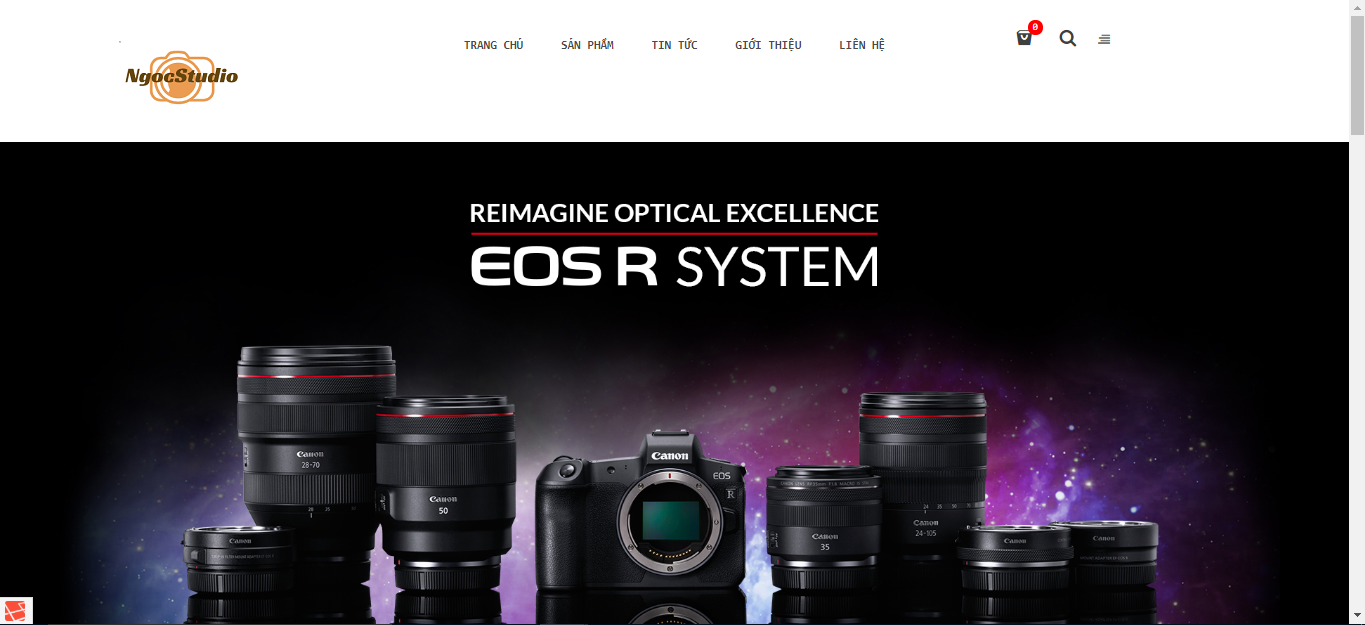 0
TRANG CHỦ SẢN PHẨM TIN TỨC GIỚI THIỆU LIÊN HỆ
NgocStudio
REIMAGINE OPTICAL EXCELLENCE
EOS R SYSTEM
Canon
28-70
Canon
50
Canon
EOS
R
Canon
35
Canon
24-105
Canon
Canon
Canon